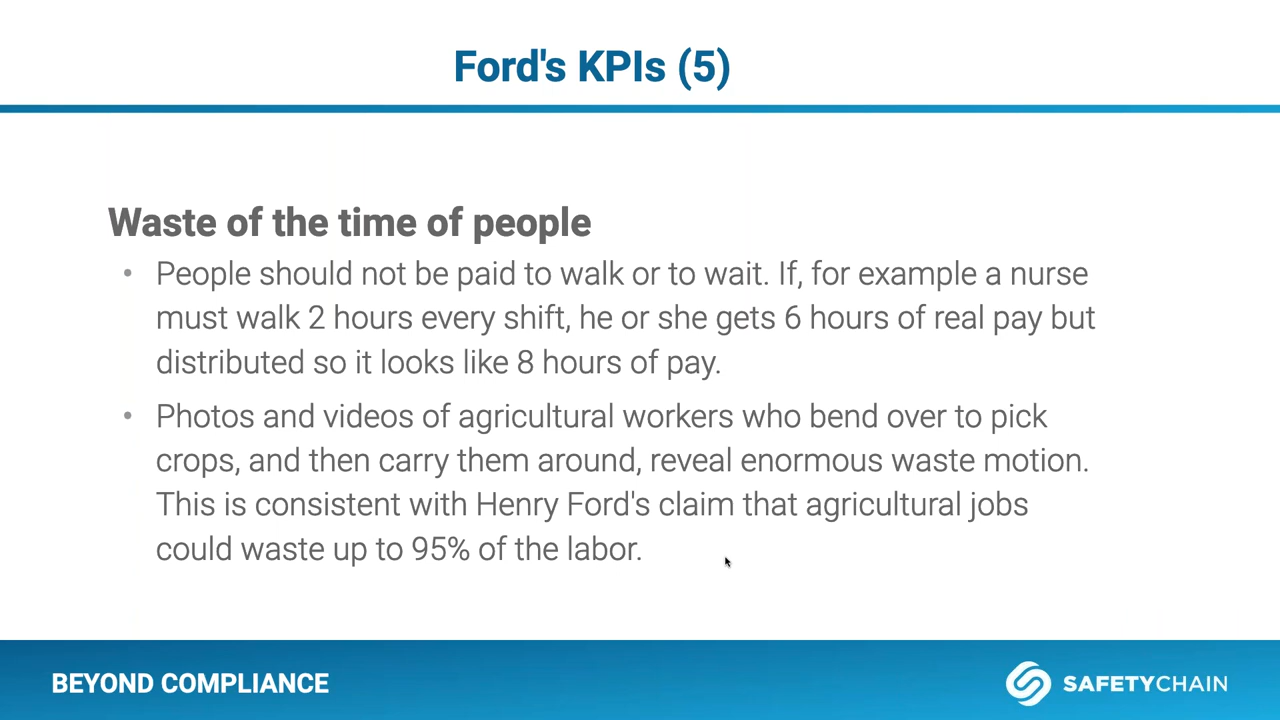 Ford's KPIs (5)
Waste of the time of people
• People should not be paid to walk or to wait. If, for example a nurse
must walk 2 hours every shift, he or she gets 6 hours of real pay but
distributed so it looks like 8 hours of pay.
• Photos and videos of agricultural workers who bend over to pick
crops, and then carry them around, reveal enormous waste motion.
This is consistent with Henry Ford's claim that agricultural jobs
could waste up to 95% of the labor.
BEYOND COMPLIANCE
SAFETYCHAIN